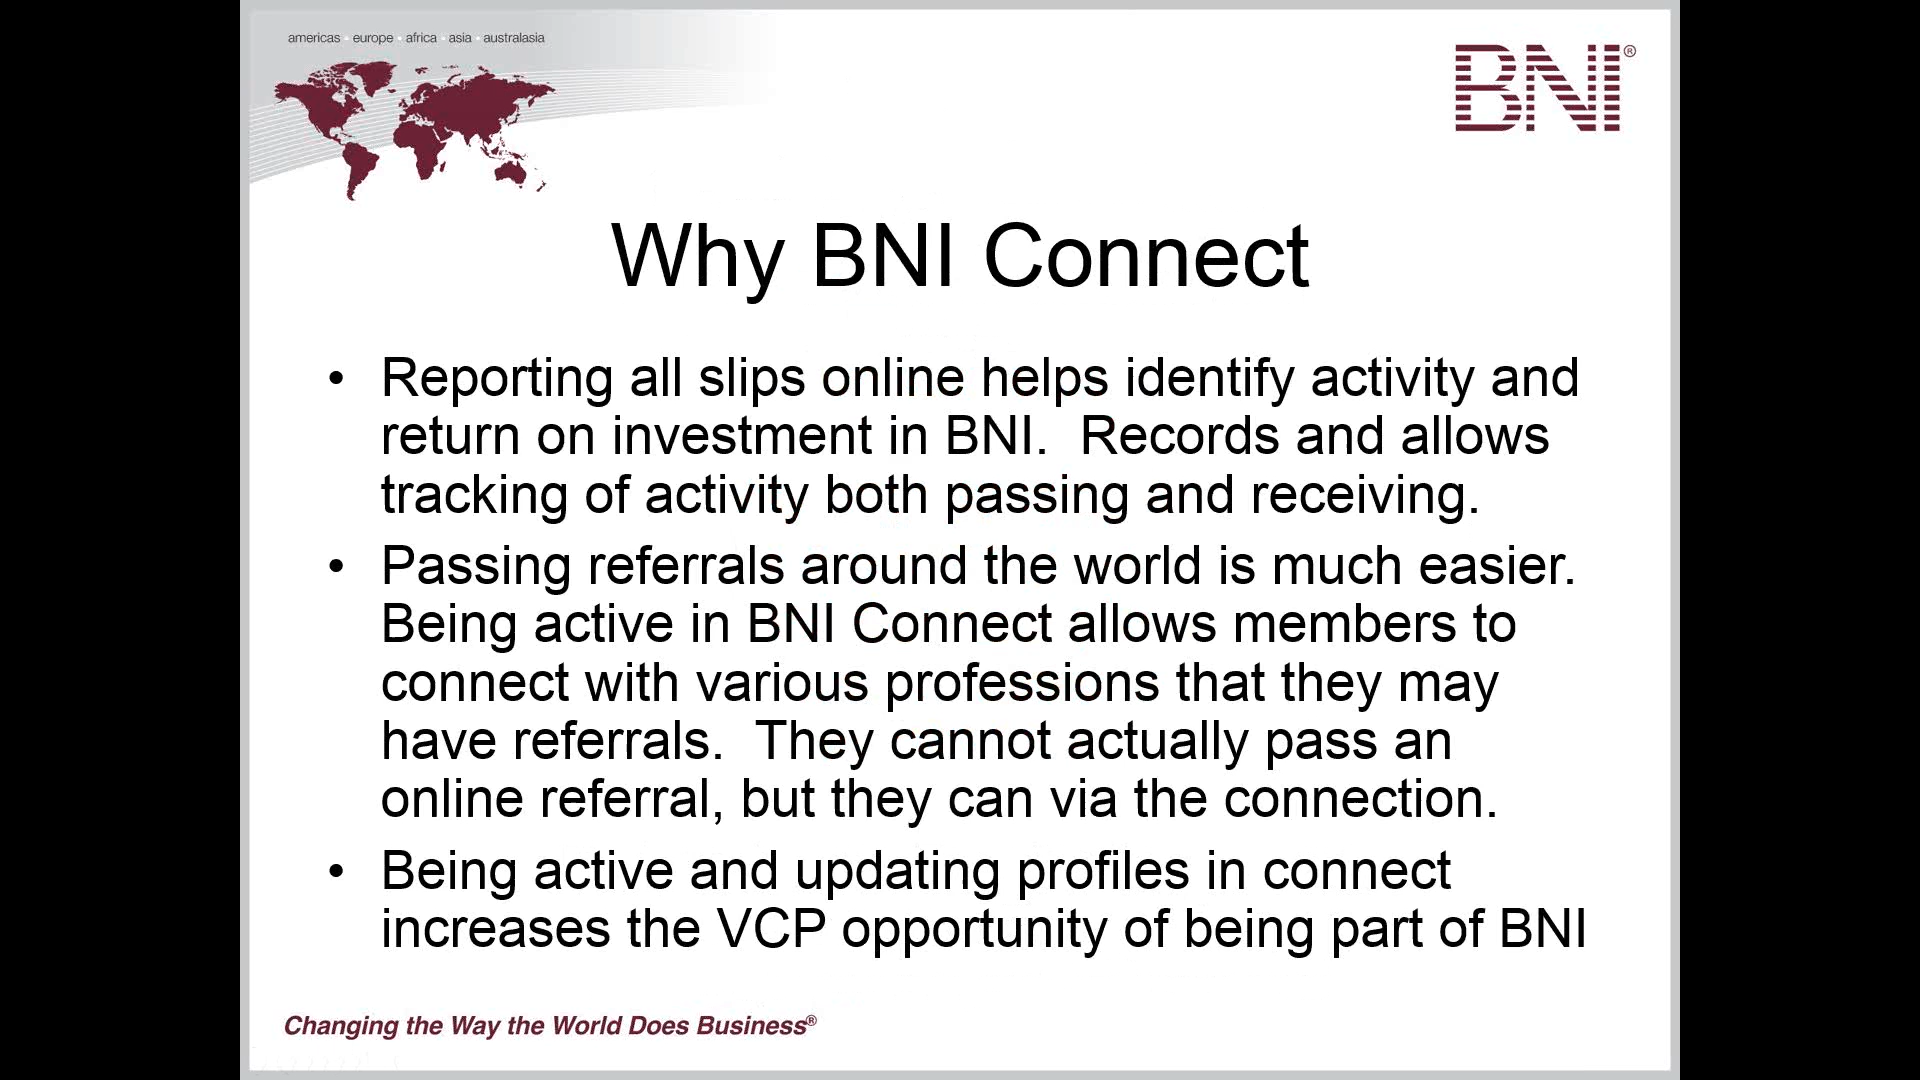 americas · europe · africa · asia · australasia
BNI®
Why BNI Connect
• Reporting all slips online helps identify activity and
return on investment in BNI.  Records and allows
tracking of activity both passing and receiving.
• Passing referrals around the world is much easier.
Being active in BNI Connect allows members to
connect with various professions that they may
have referrals.  They cannot actually pass an
online referral, but they can via the connection.
• Being active and updating profiles in connect
increases the VCP opportunity of being part of BNI
Changing the Way the World Does Business®